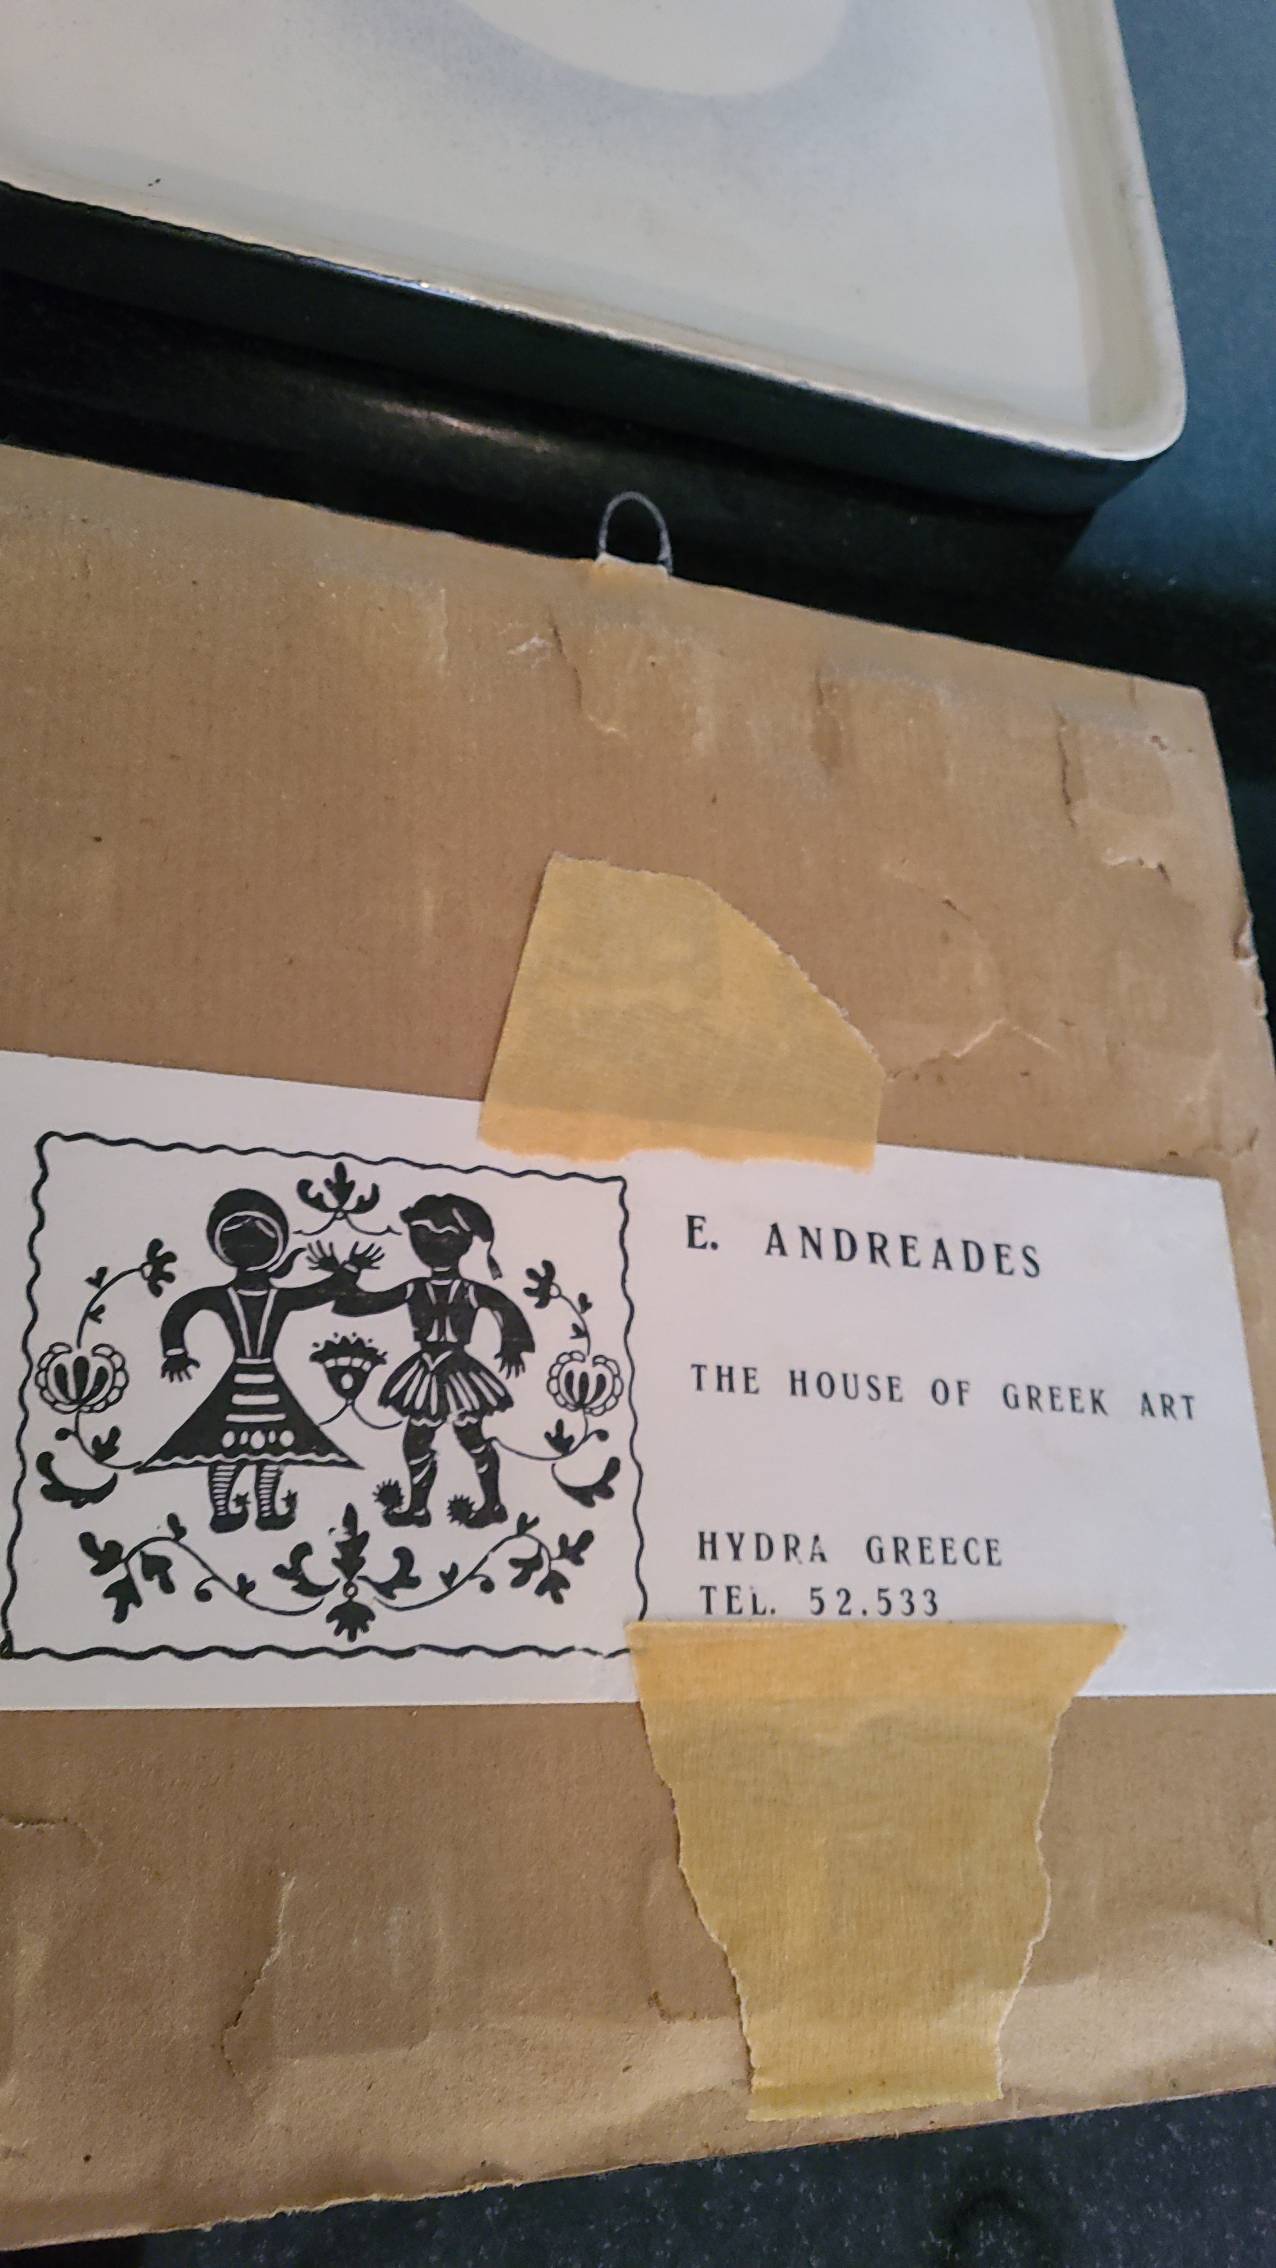 E. ANDREADES
THE HOUSE OF GREEK ART
HYDRA GREECE
TEL. 52.533